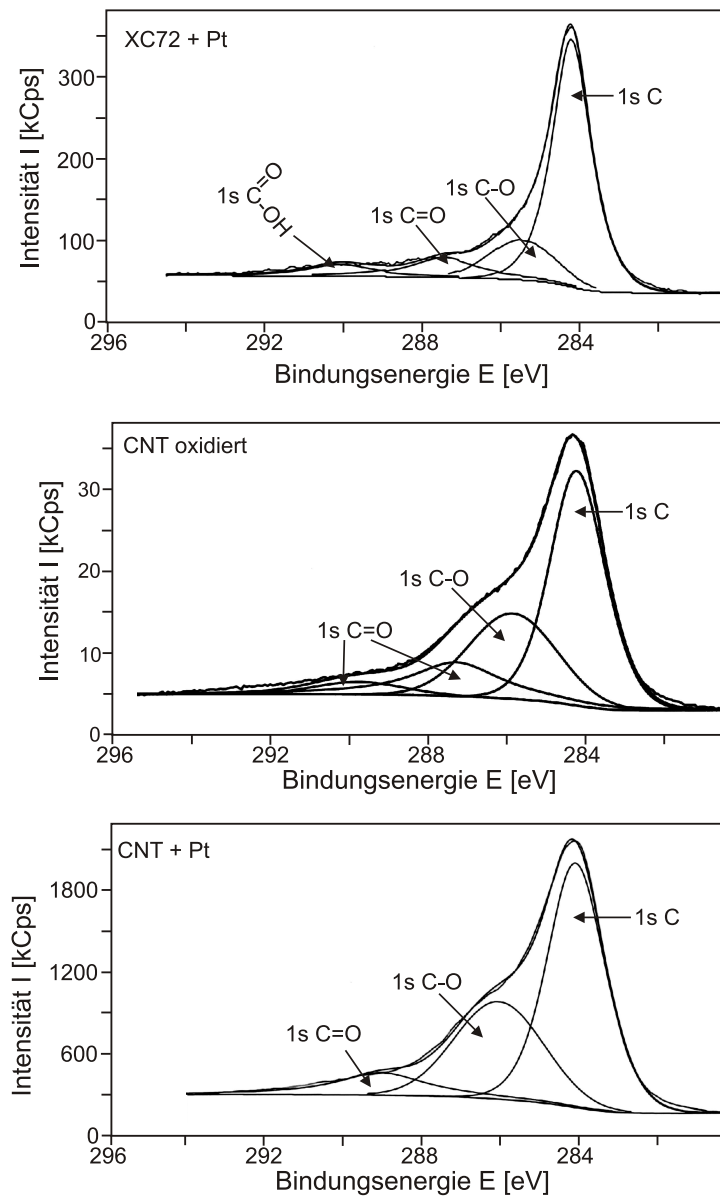 XC72 + Pt
Intensität I [kCps]
300
200
100
0
1s C
1s C-O
1s C=O
1s C O OH
296
292
288
284
Bindungsenergie E [eV]
CNT oxidiert
Intensität I [kCps]
30
20
10
0
1s C
1s C-O
1s C=O
296
292
288
284
Bindungsenergie E [eV]
CNT + Pt
Intensität I [kCps]
1800
1200
600
0
1s C
1s C-O
1s C=O
296
292
288
284
Bindungsenergie E [eV]